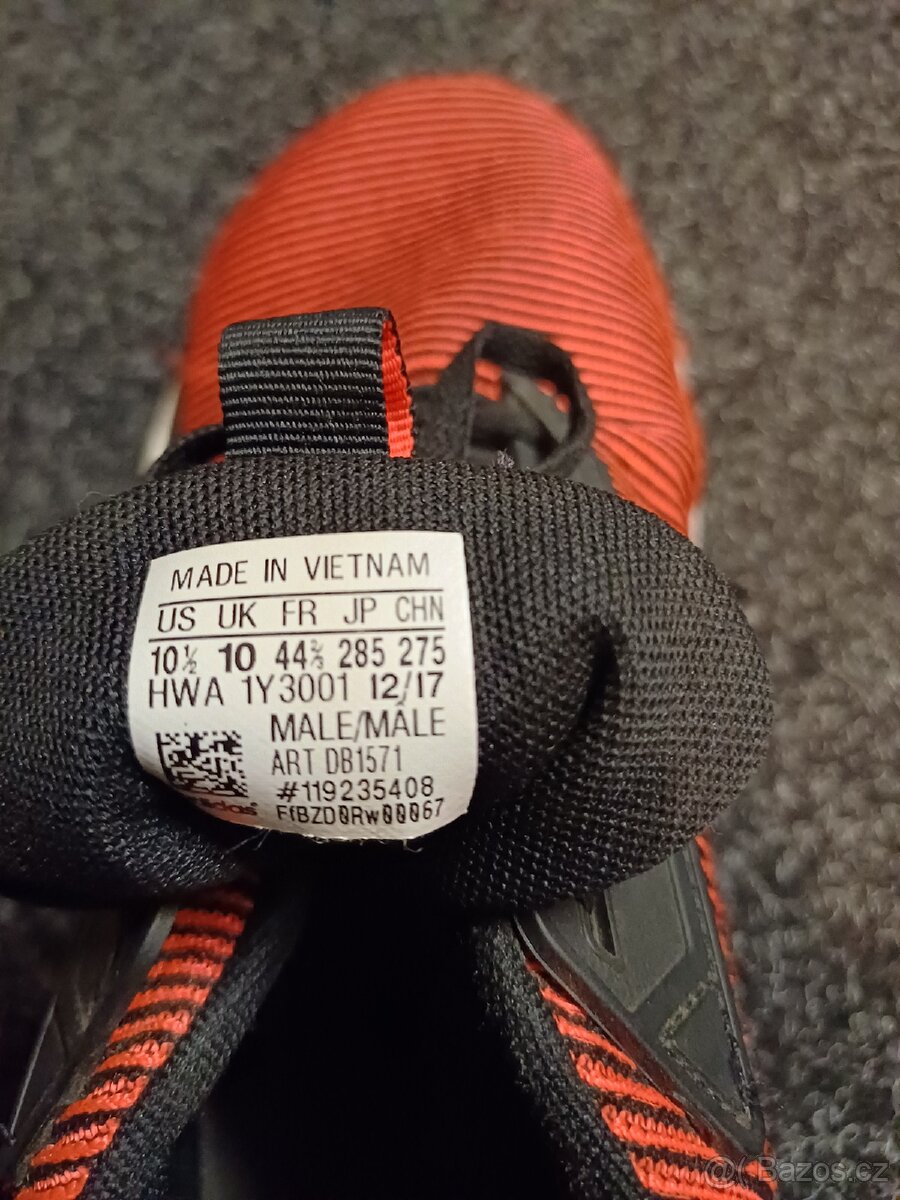 MADE IN VIETNAM
US UK FR JP CHN
10½ 10 44⅔ 285 275
HWA 1Y3001 12/17
MALE/MÂLE
ART DB1571
#119235408
adidas
FfBZD0Rw00067
@( Bazos.cz